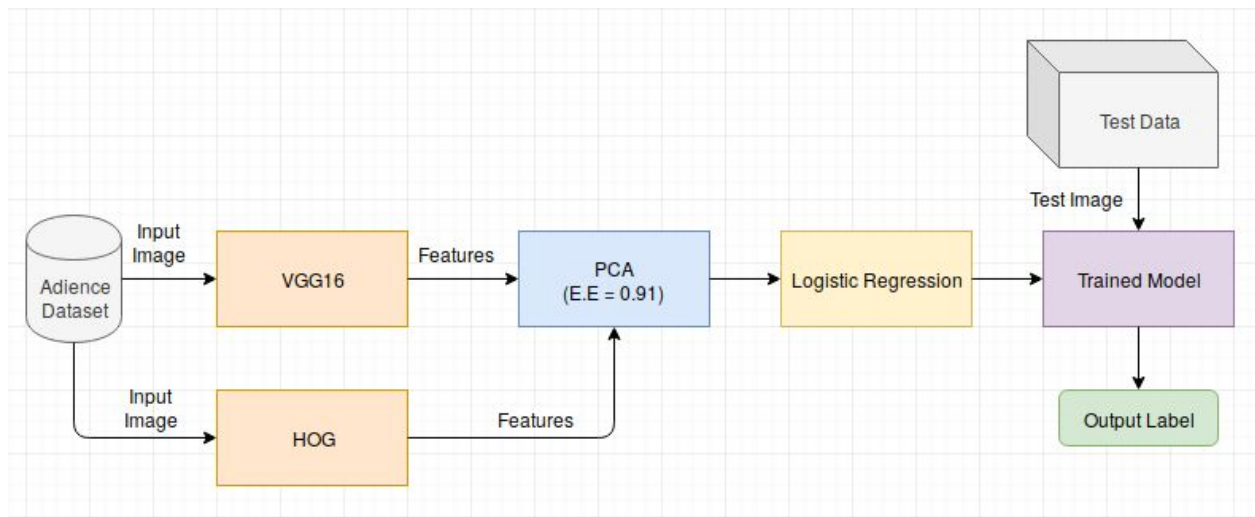 Test Data
Test Image
Input
Image
Adience
Dataset
VGG16
Features
PCA
(E.E = 0.91)
Logistic Regression
Trained Model
Input
Image
HOG
Features
Output Label